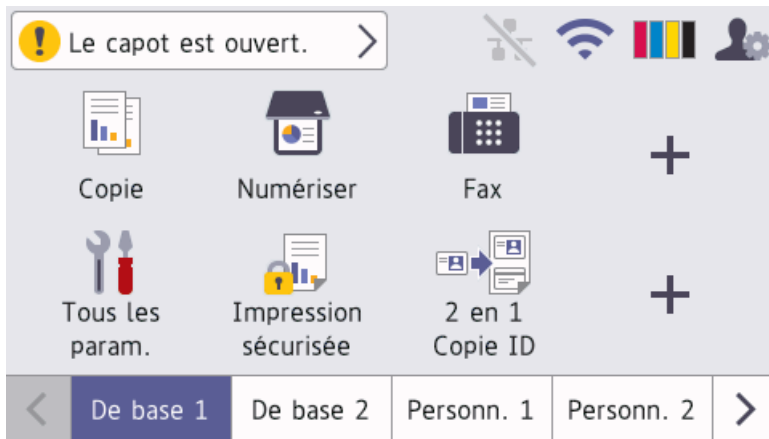 Le capot est ouvert.
Copie
Numériser
Fax
Tous les
param.
Impression
sécurisée
2 en 1
Copie ID
De base 1
De base 2
Personn. 1
Personn. 2